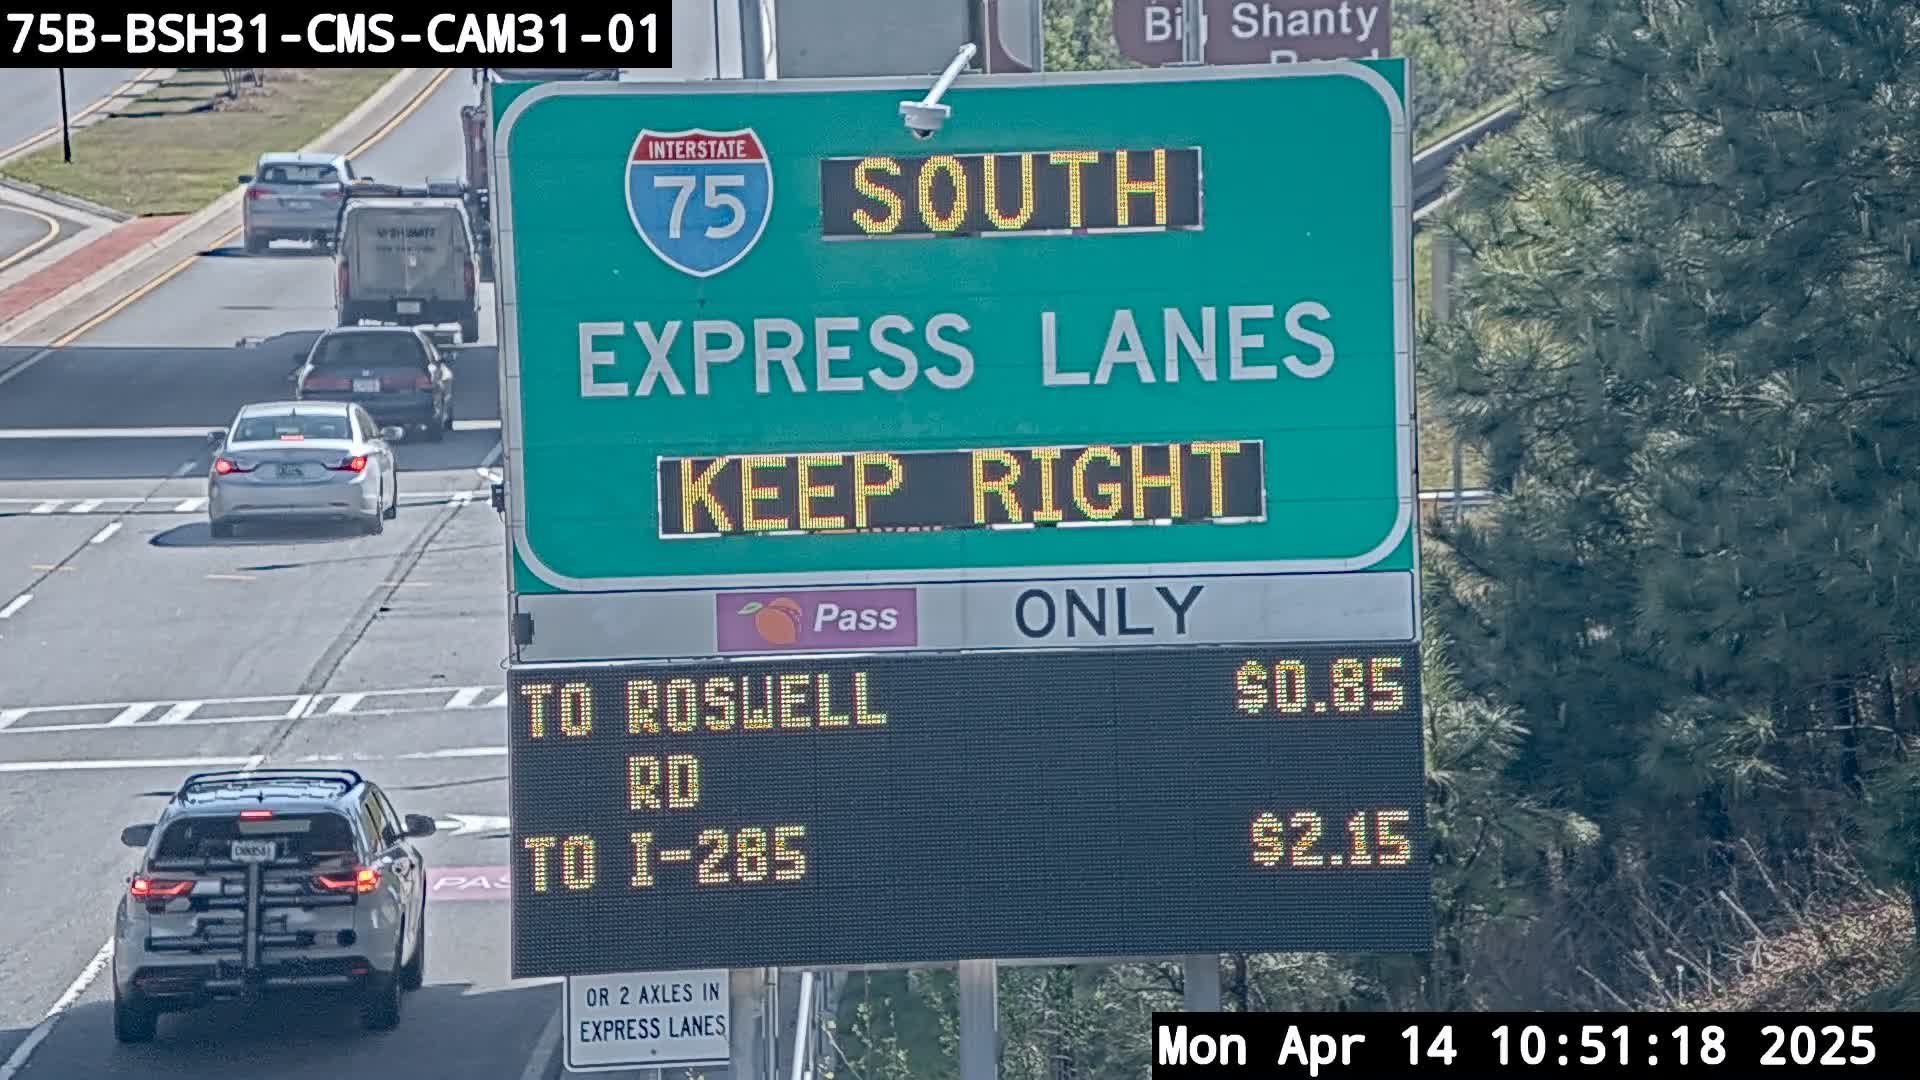 75B-BSH31-CMS-CAM31-01
Big Shanty
INTERSTATE
75
SOUTH
EXPRESS LANES
KEEP RIGHT
Pass
ONLY
TO ROSWELL $0.85
RD
TO I-285 $2.15
OR 2 AXLES IN
EXPRESS LANES
Mon Apr 14 10:51:18 2025